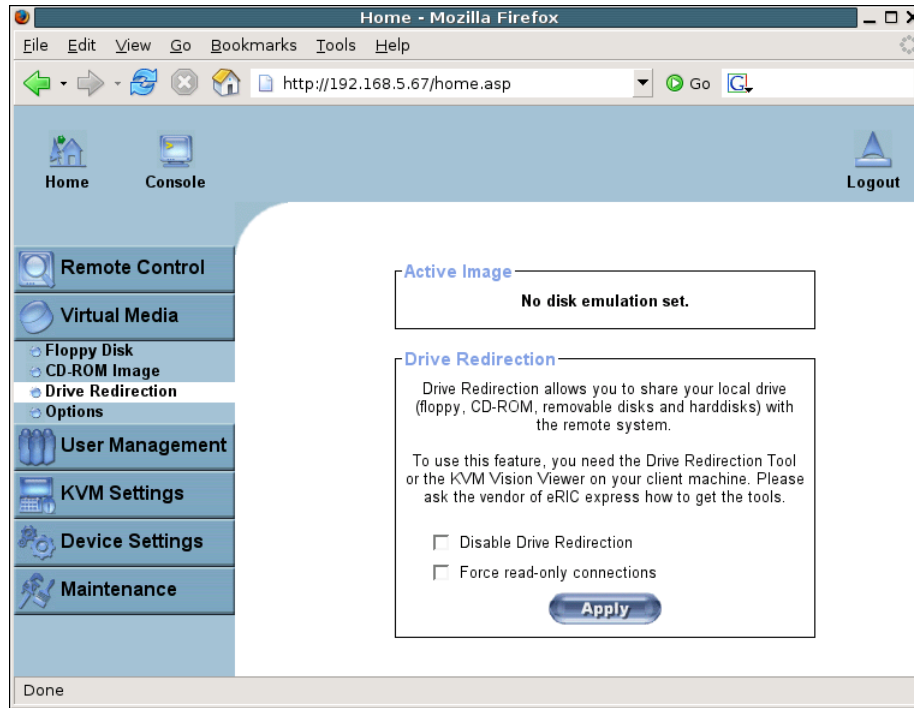 Home - Mozilla Firefox
File Edit View Go Bookmarks Tools Help
http://192.168.5.67/home.asp Go G
Home Console Logout
Remote Control
Virtual Media
Floppy Disk
CD-ROM Image
Drive Redirection
Options
User Management
KVM Settings
Device Settings
Maintenance
Active Image
No disk emulation set.
Drive Redirection
Drive Redirection allows you to share your local drive
(floppy, CD-ROM, removable disks and harddisks) with
the remote system.
To use this feature, you need the Drive Redirection Tool
or the KVM Vision Viewer on your client machine. Please
ask the vendor of eRIC express how to get the tools.
Disable Drive Redirection
Force read-only connections
Apply
Done